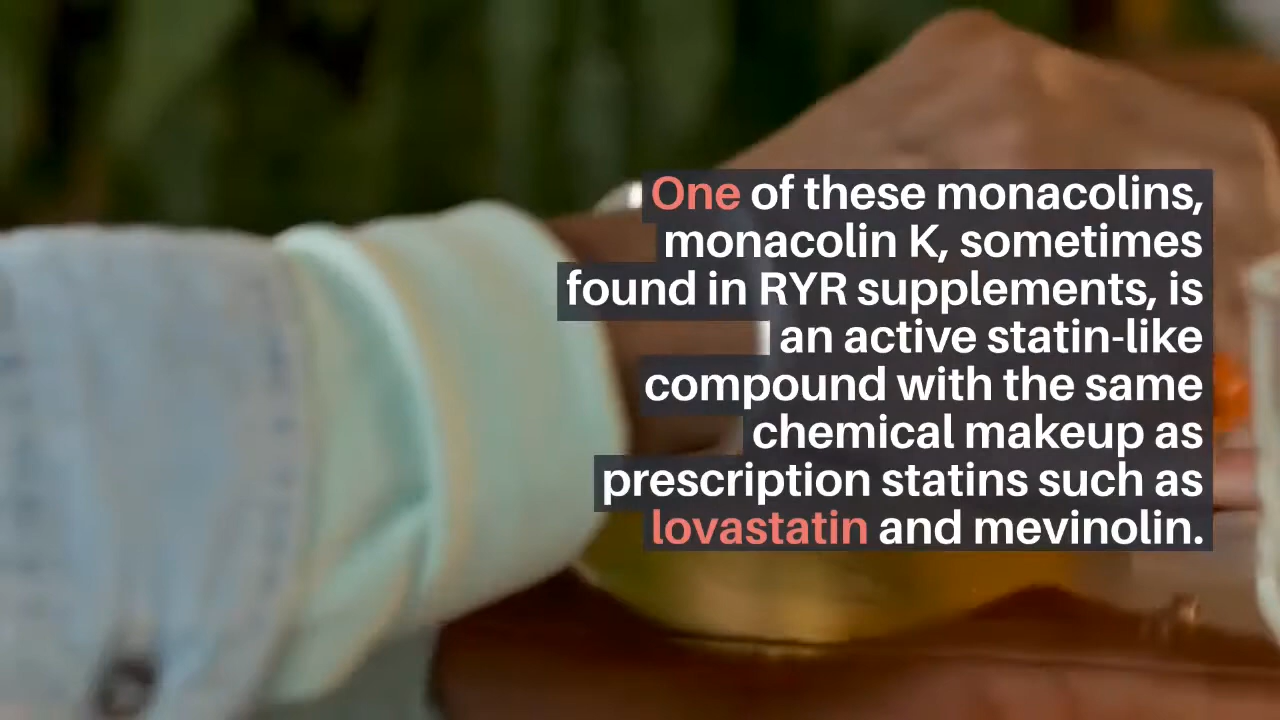 One of these monacolins,
monacolin K, sometimes
found in RYR supplements, is
an active statin-like
compound with the same
chemical makeup as
prescription statins such as
lovastatin and mevinolin.